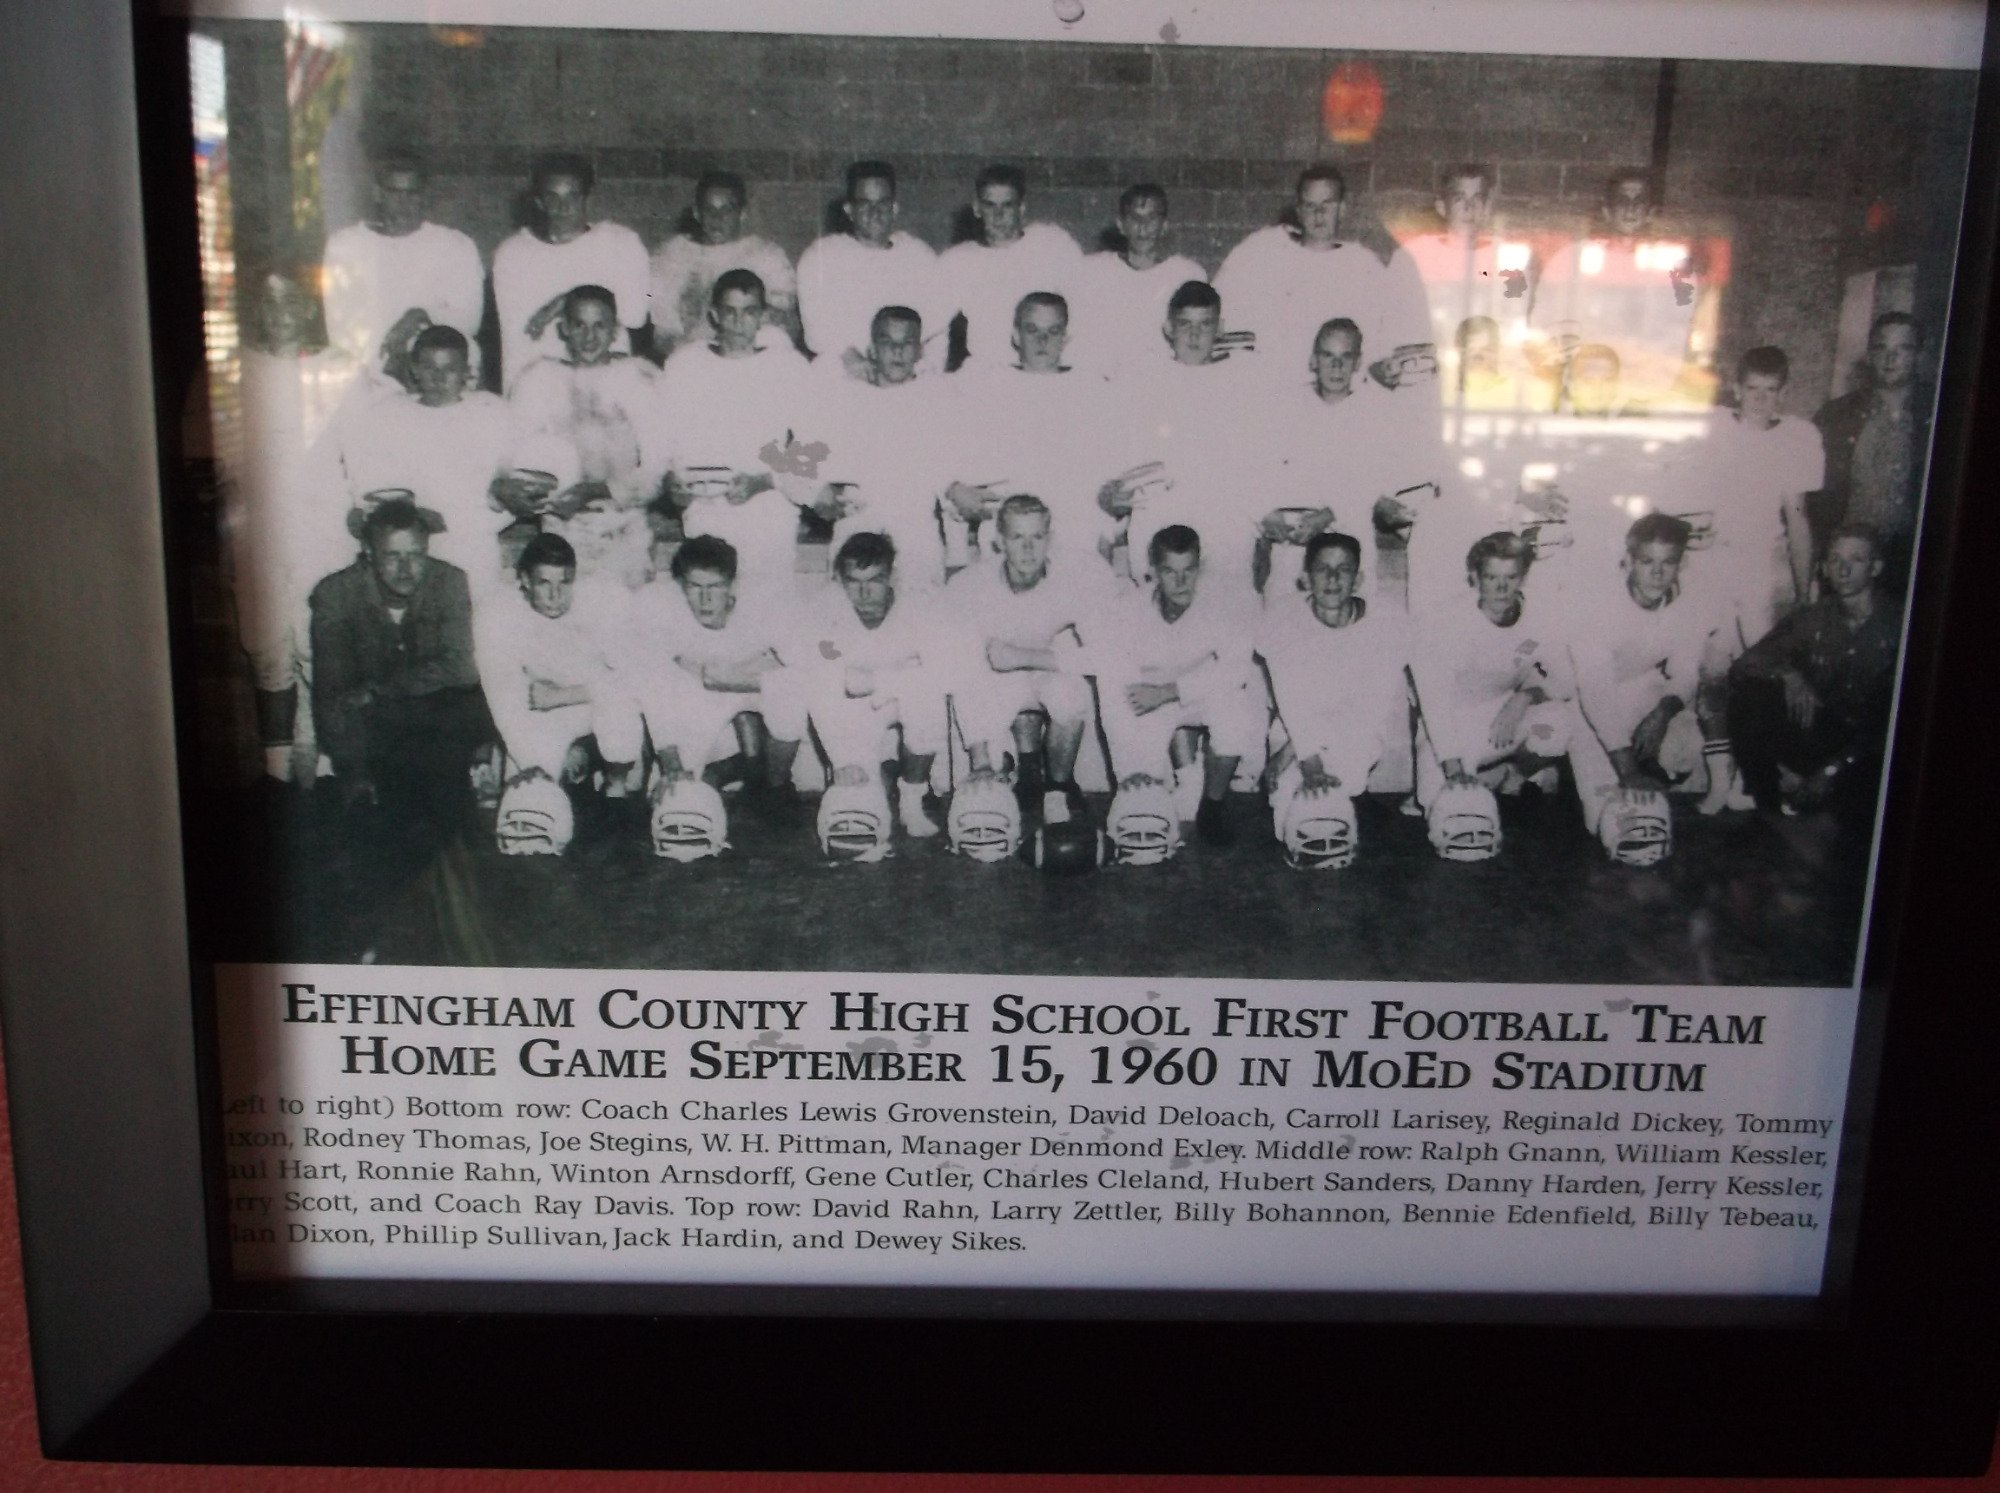 EFFINGHAM COUNTY HIGH SCHOOL FIRST FOOTBALL TEAM
HOME GAME SEPTEMBER 15, 1960 IN MOED STADIUM
to right) Bottom row: Coach Charles Lewis Grovenstein, David Deloach, Carroll Larisey, Reginald Dickey, Tommy
Dixon, Rodney Thomas, Joe Stegins, W. H. Pittman, Manager Denmond Exley. Middle row: Ralph Gnann, William Kessler,
Hart, Ronnie Rahn, Winton Arnsdorff, Gene Cutler, Charles Cleland, Hubert Sanders, Danny Harden, Jerry Kessler,
Scott, and Coach Ray Davis. Top row: David Rahn, Larry Zettler, Billy Bohannon, Bennie Edenfield, Billy Tebeau,
Dixon, Phillip Sullivan, Jack Hardin, and Dewey Sikes.